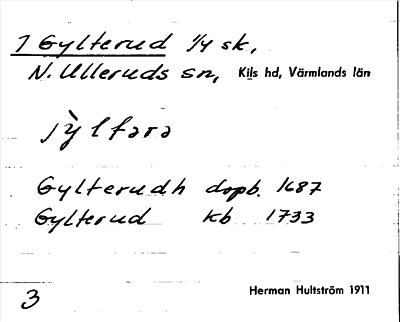 1 Gylterud 1/4 sk,
N. Ulleruds sn, Kils hd, Värmlands län
jỳlfərə
Gylterudh dopb. 1687
Gylterud kb 1733
3 Herman Hultström 1911